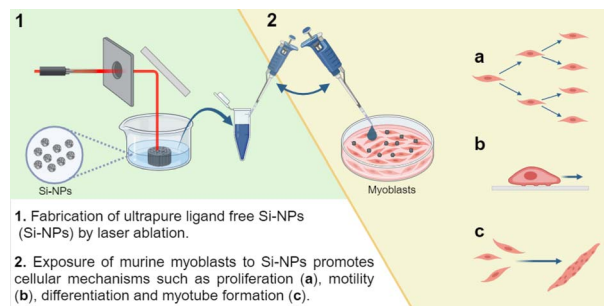 1
2
a
b
c
Si-NPs
Myoblasts
1. Fabrication of ultrapure ligand free Si-NPs
(Si-NPs) by laser ablation.
2. Exposure of murine myoblasts to Si-NPs promotes
cellular mechanisms such as proliferation (a), motility
(b), differentiation and myotube formation (c).